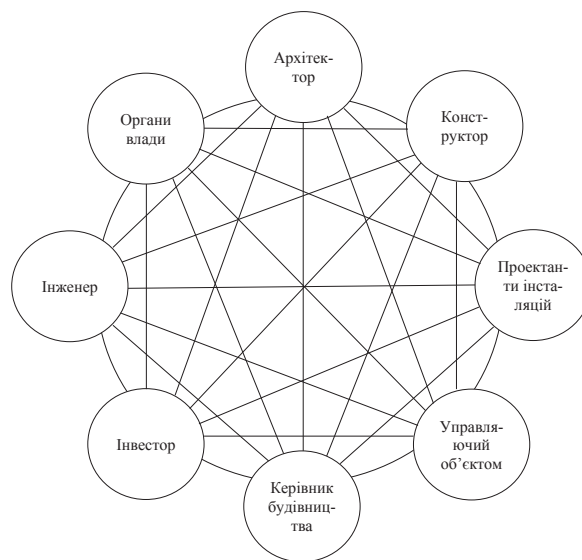 Архітек-
тор
Органи
влади
Конст-
руктор
Інженер
Проектан-
ти інста-
ляцій
Інвестор
Управля-
ючий
об’єктом
Керівник
будівниц-
тва